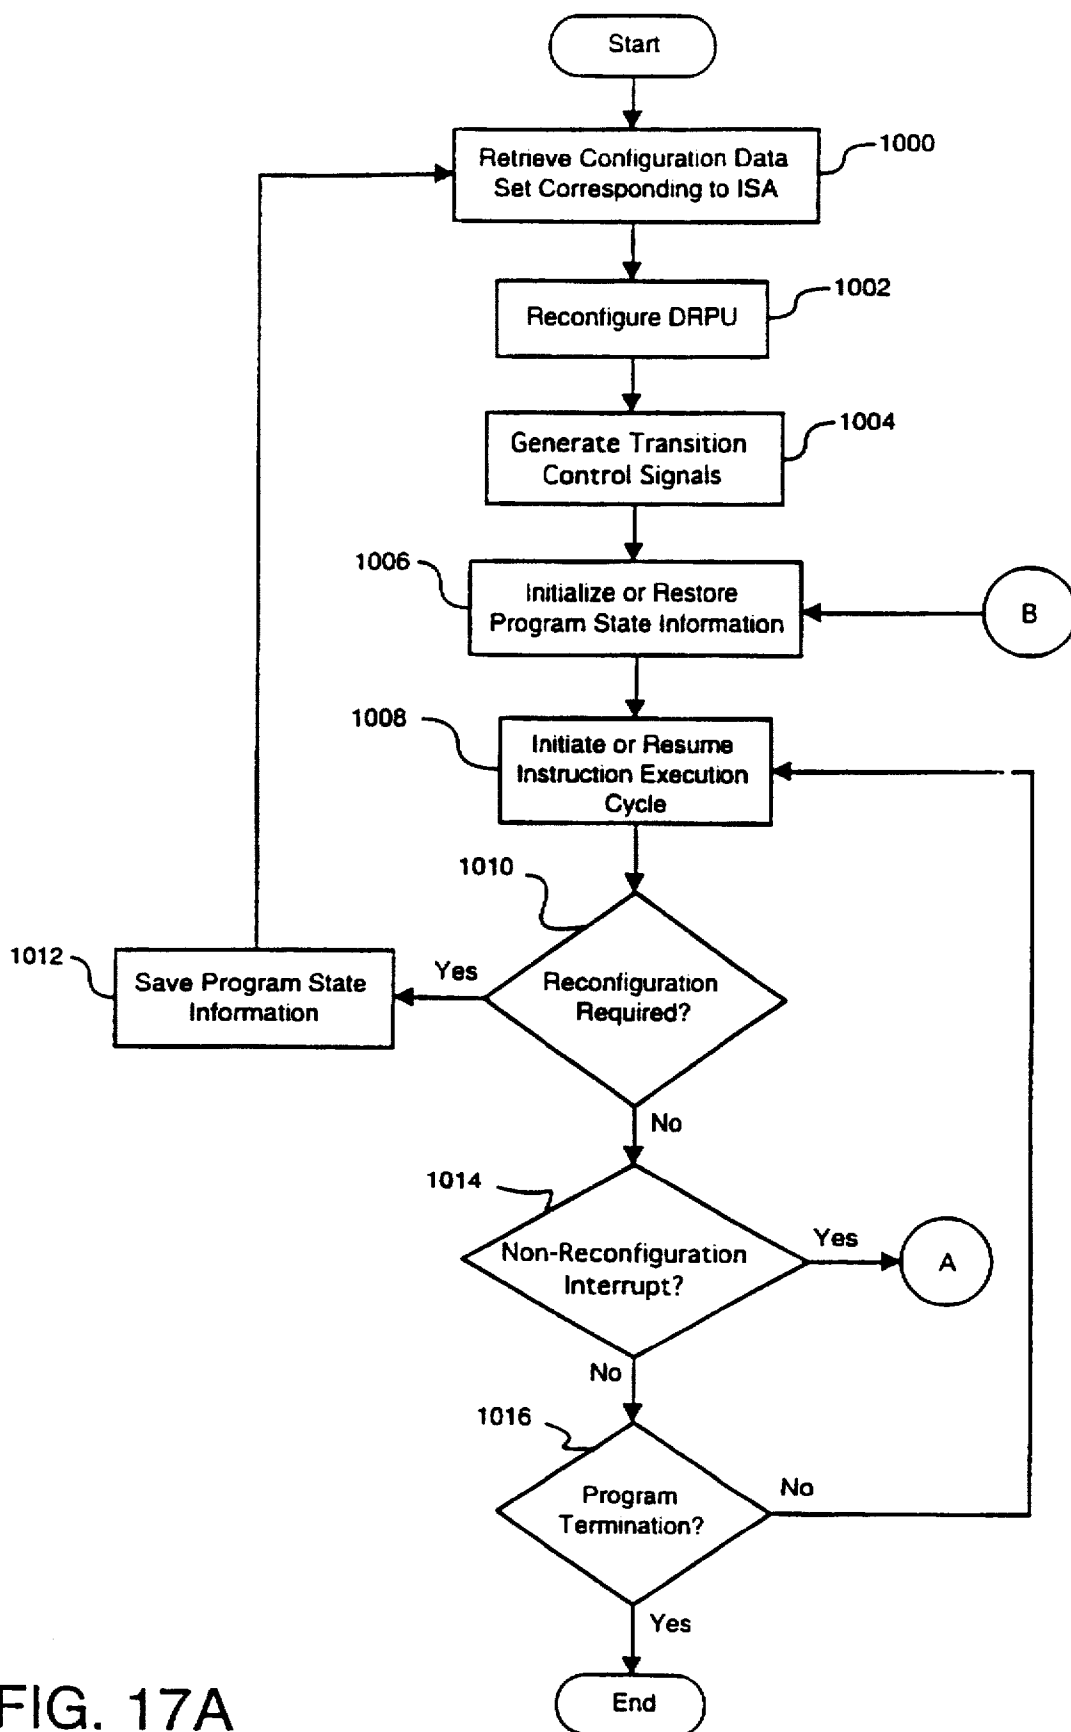 Start
1000
Retrieve Configuration Data
Set Corresponding to ISA
1002
Reconfigure DRPU
1004
Generate Transition
Control Signals
1006
Initialize or Restore
Program State Information
B
1008
Initiate or Resume
Instruction Execution
Cycle
1010
1012
Save Program State
Information
Yes
Reconfiguration
Required?
No
1014
Non-Reconfiguration
Interrupt?
Yes
A
No
1016
Program
Termination?
No
Yes
End
FIG. 17A